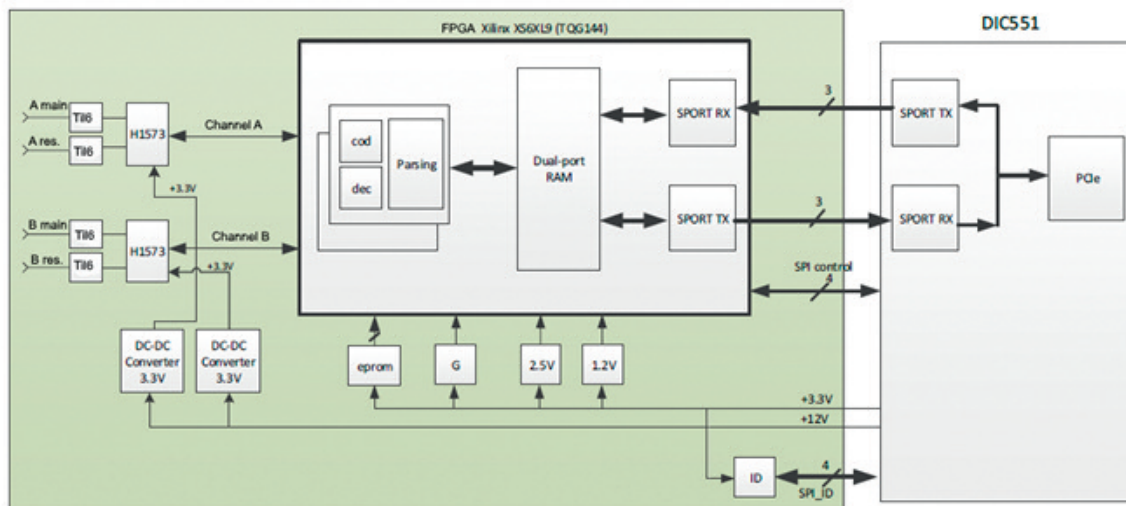 FPGA Xilinx XS6XL9 (TQG144)
DIC551
A main
Til6
A res.
Til6
H1573
Channel A
+3.3V
B main
Til6
B res.
Til6
H1573
Channel B
+3.3V
cod
dec
Parsing
Dual-port
RAM
SPORT RX
3
SPORT TX
SPORT TX
3
SPORT RX
PCIe
SPI control
4
DC-DC
Converter
3.3V
DC-DC
Converter
3.3V
eprom
G
2.5V
1.2V
+3.3V
+12V
ID
4
SPI_ID